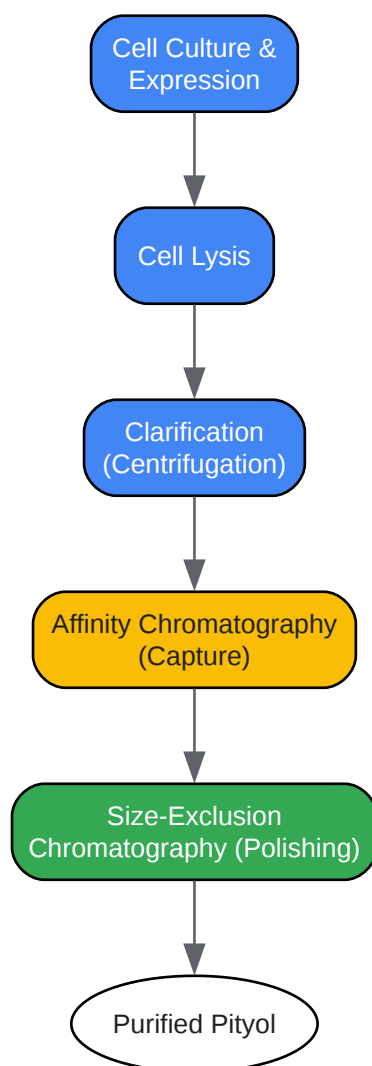 Cell Culture &
Expression
Cell Lysis
Clarification
(Centrifugation)
Affinity Chromatography
(Capture)
Size-Exclusion
Chromatography (Polishing)
Purified Pityol